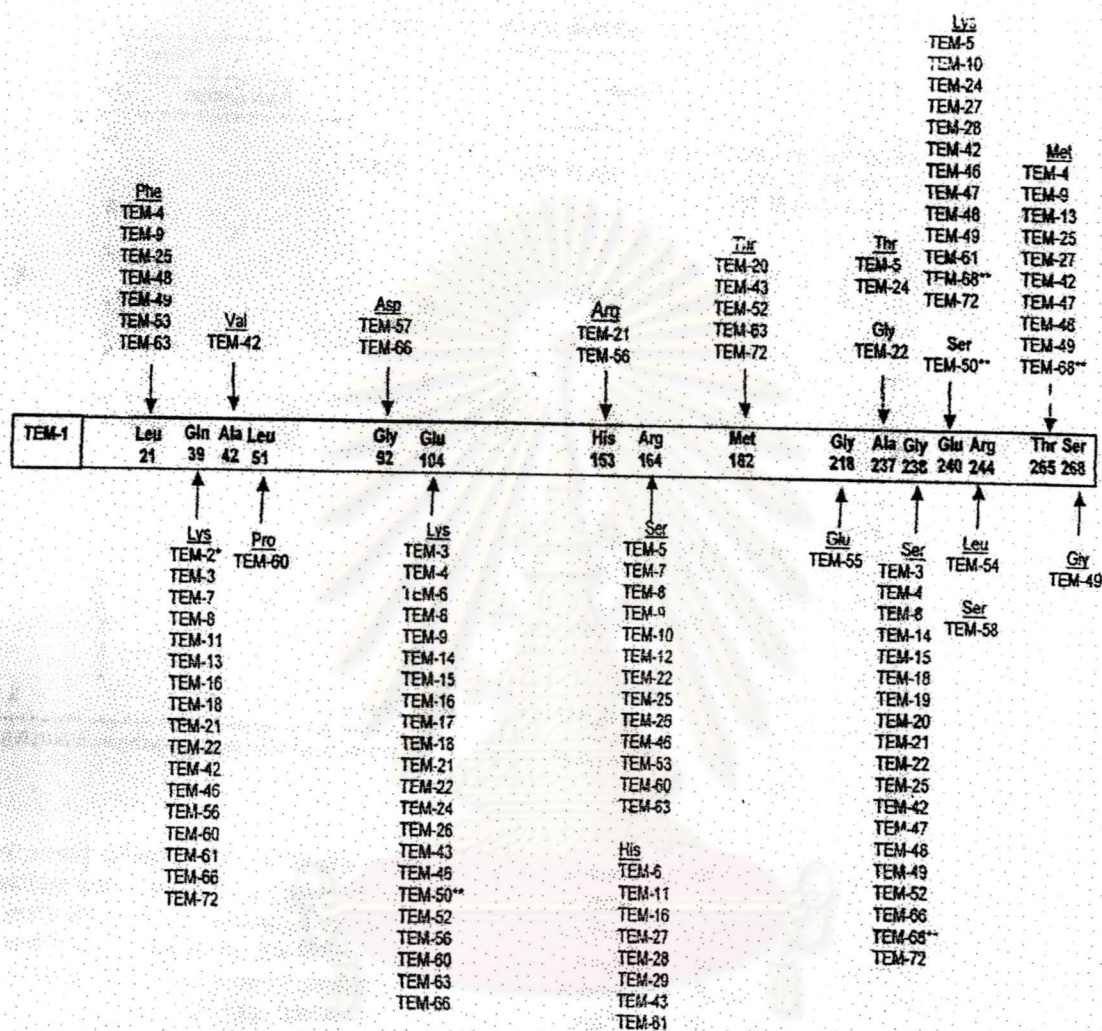 Phe
TEM-4
TEM-9
TEM-25
TEM-48
TEM-49
TEM-53
TEM-63
Val
TEM-42
Asp
TEM-57
TEM-66
Arg
TEM-21
TEM-56
Thr
TEM-20
TEM-43
TEM-52
TEM-63
TEM-72
Thr
TEM-5
TEM-24
Gly
TEM-22
Lys
TEM-5
TEM-10
TEM-24
TEM-27
TEM-28
TEM-42
TEM-46
TEM-47
TEM-48
TEM-49
TEM-61
TEM-68**
TEM-72
Ser
TEM-50**
Met
TEM-4
TEM-9
TEM-13
TEM-25
TEM-27
TEM-42
TEM-47
TEM-48
TEM-49
TEM-68**
TEM-1 Leu Gln Ala Leu Gly Glu His Arg Met Gly Ala Gly Glu Arg Thr Ser
21 39 42 51 92 104 153 164 182 218 237 238 240 244 265 268
Lys
TEM-2*
TEM-3
TEM-7
TEM-8
TEM-11
TEM-13
TEM-16
TEM-18
TEM-21
TEM-22
TEM-42
TEM-46
TEM-56
TEM-60
TEM-61
TEM-66
TEM-72
Pro
TEM-60
Lys
TEM-3
TEM-4
TEM-6
TEM-8
TEM-9
TEM-14
TEM-15
TEM-16
TEM-17
TEM-18
TEM-21
TEM-22
TEM-24
TEM-26
TEM-43
TEM-46
TEM-50**
TEM-52
TEM-56
TEM-60
TEM-63
TEM-66
Ser
TEM-5
TEM-7
TEM-8
TEM-9
TEM-10
TEM-12
TEM-22
TEM-25
TEM-26
TEM-46
TEM-53
TEM-60
TEM-63
His
TEM-6
TEM-11
TEM-16
TEM-27
TEM-28
TEM-29
TEM-43
TEM-61
Glu
TEM-55
Ser
TEM-3
TEM-4
TEM-8
TEM-14
TEM-15
TEM-18
TEM-19
TEM-20
TEM-21
TEM-22
TEM-25
TEM-42
TEM-47
TEM-48
TEM-49
TEM-52
TEM-66
TEM-68**
TEM-72
Leu
TEM-54
Ser
TEM-58
Gly
TEM-49